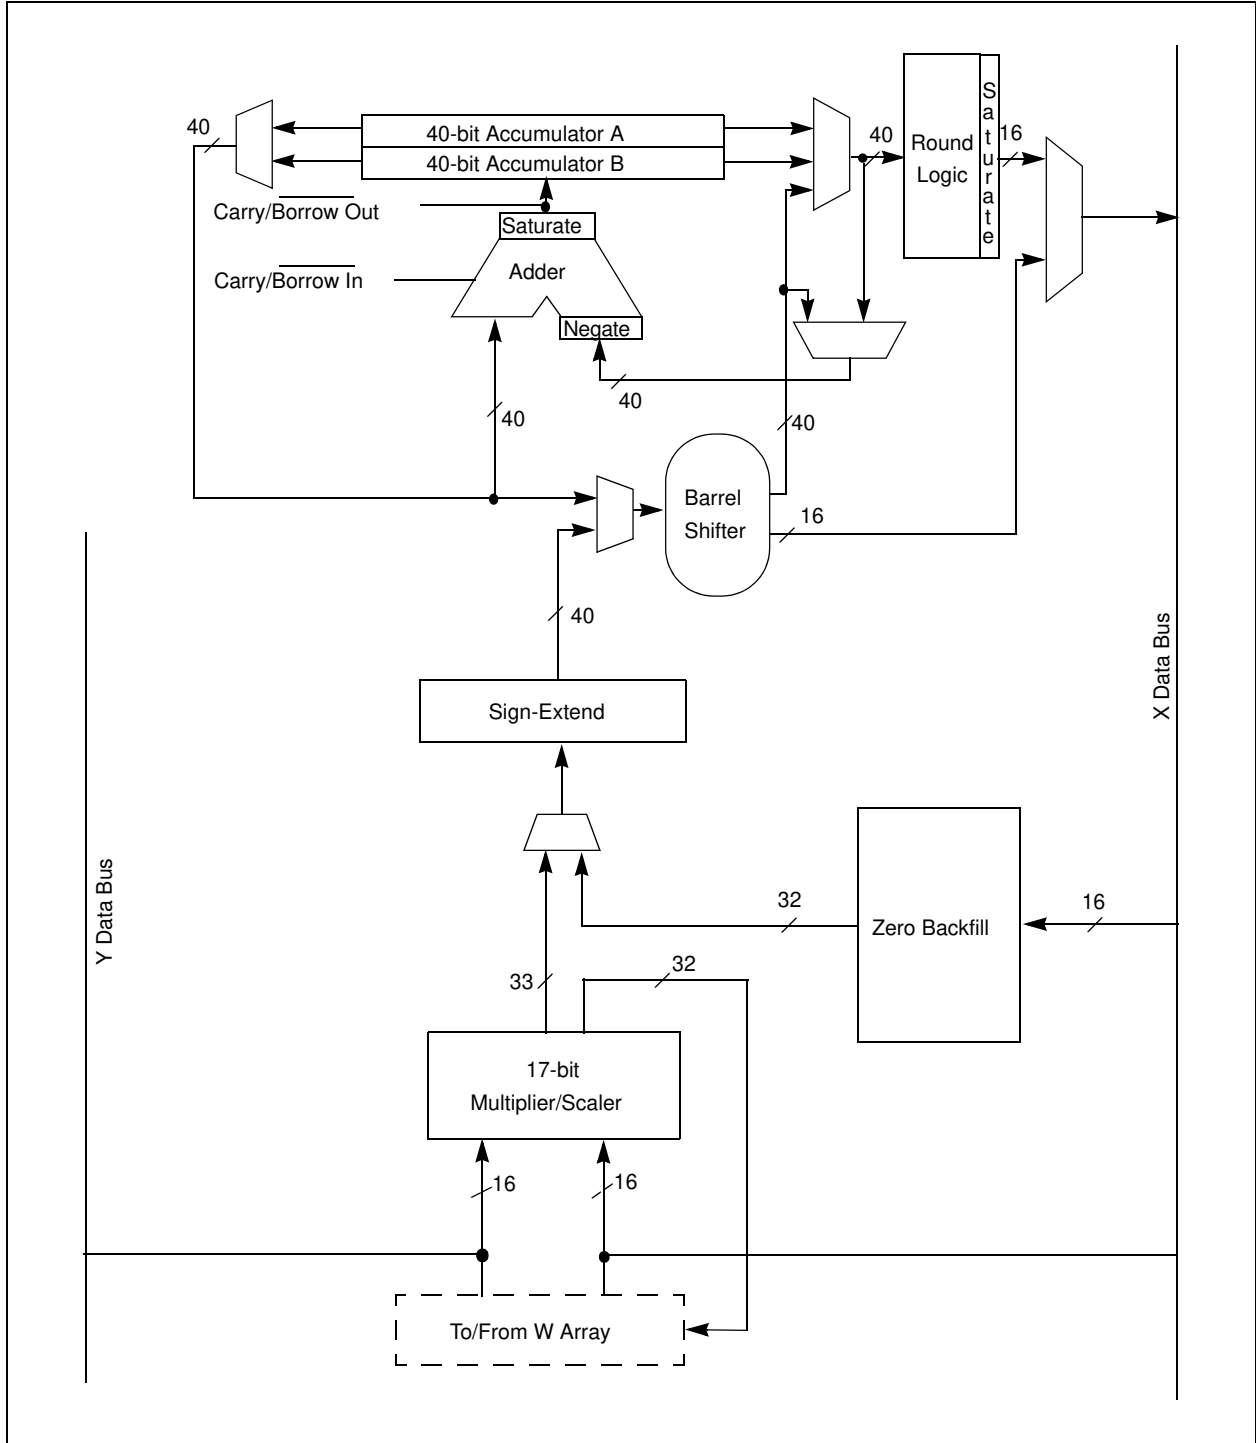 40-bit Accumulator A
40
40-bit Accumulator B
Carry/Borrow Out
Saturate
Carry/Borrow In
Adder
Negate
40
Round
Logic
Saturate
16
40
40
40
Barrel
Shifter
16
40
Sign-Extend
X Data Bus
Y Data Bus
32
Zero Backfill
16
33
32
17-bit
Multiplier/Scaler
16
16
To/From W Array